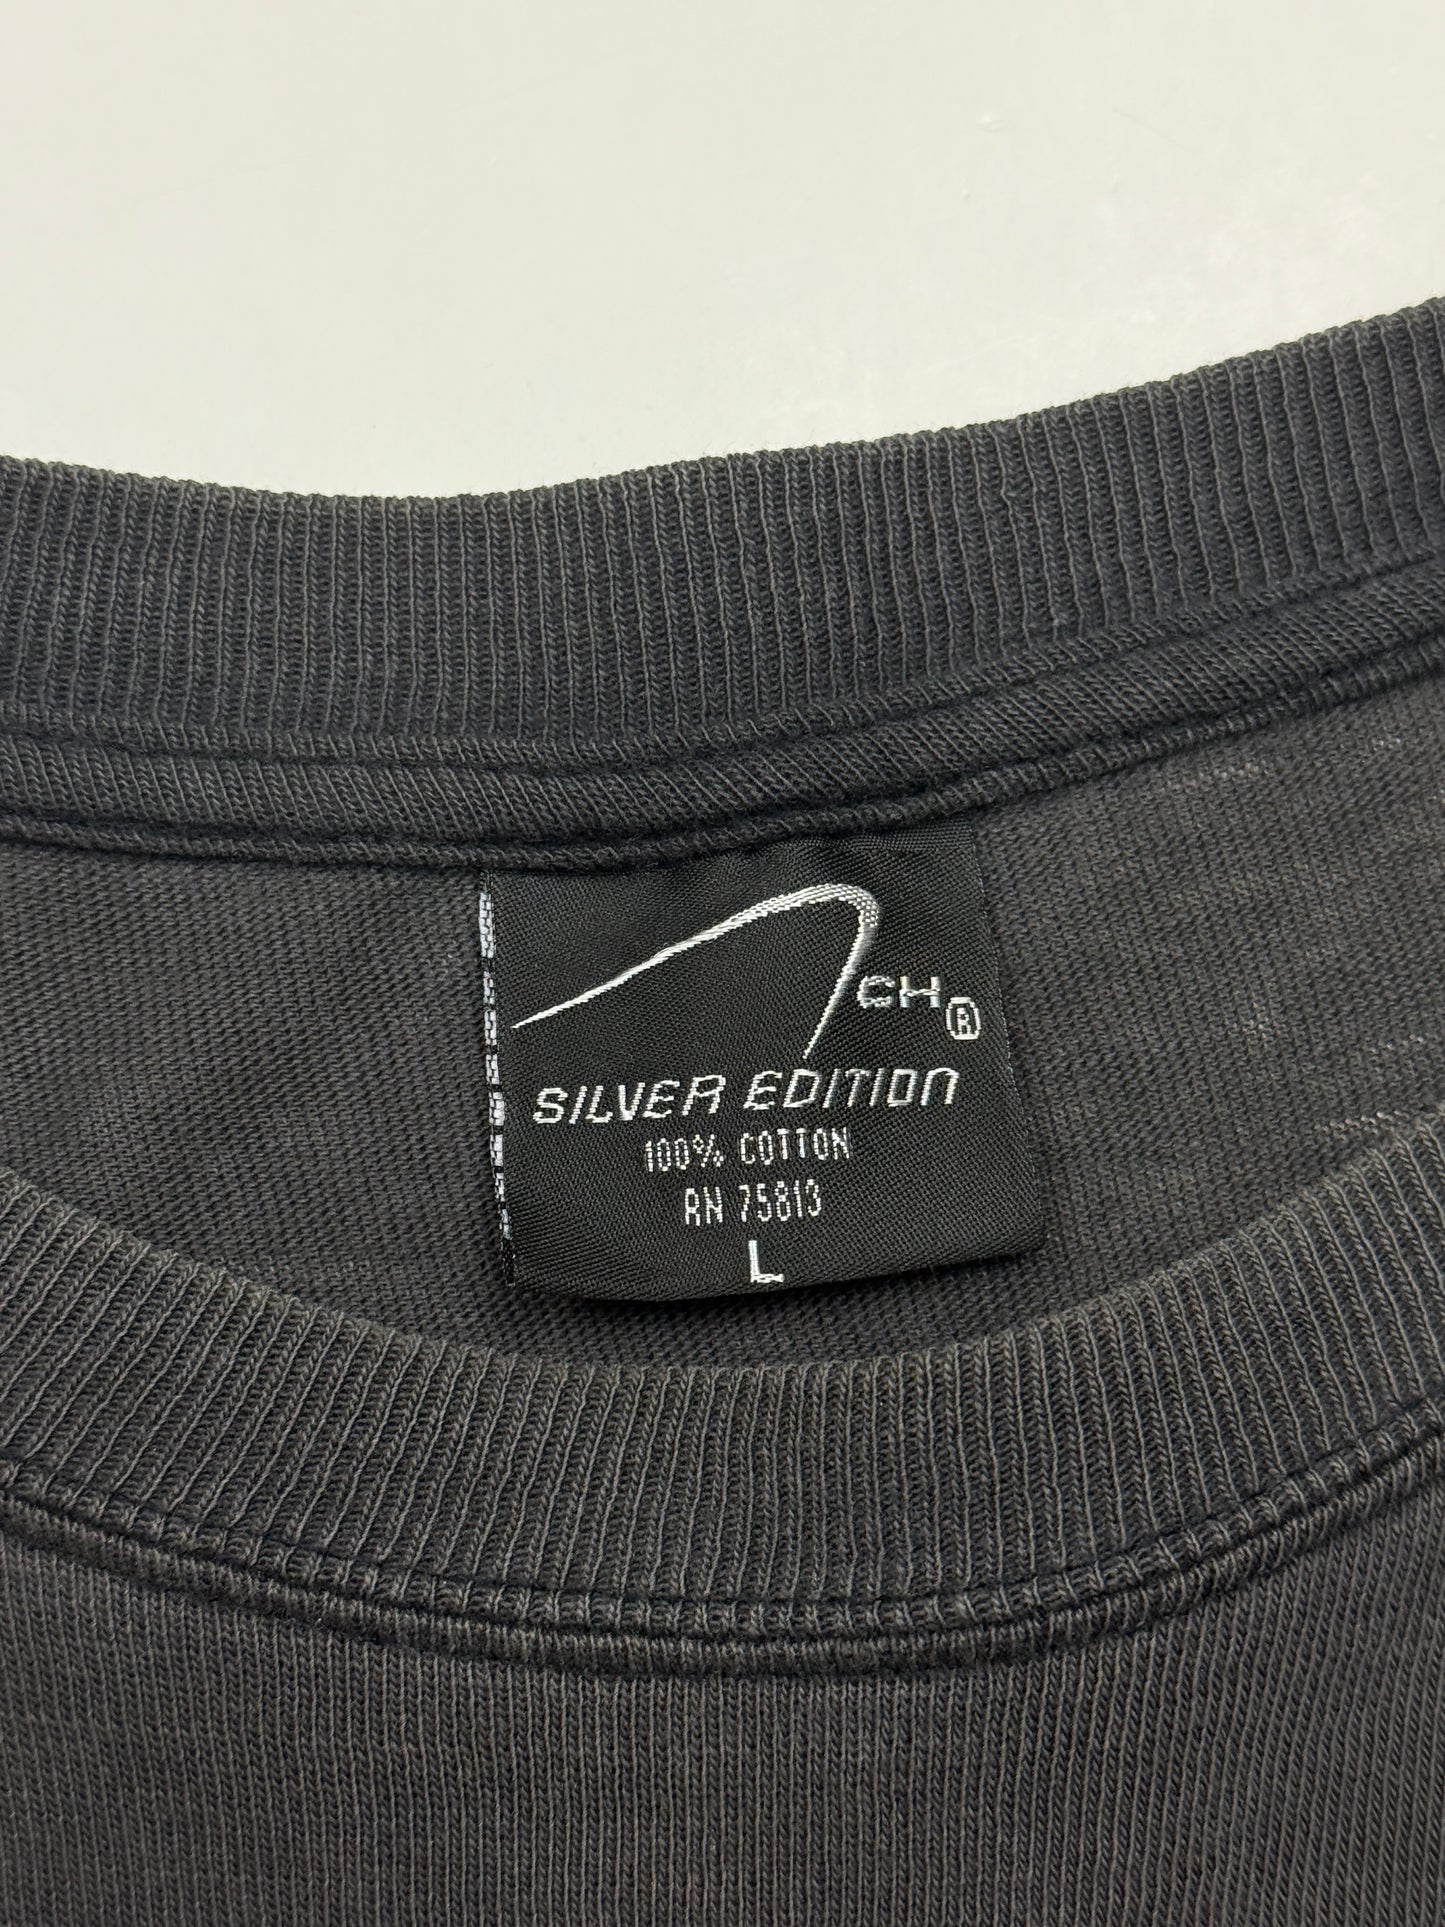 CH®
SILVER EDITION
100% COTTON
RN 75813
L